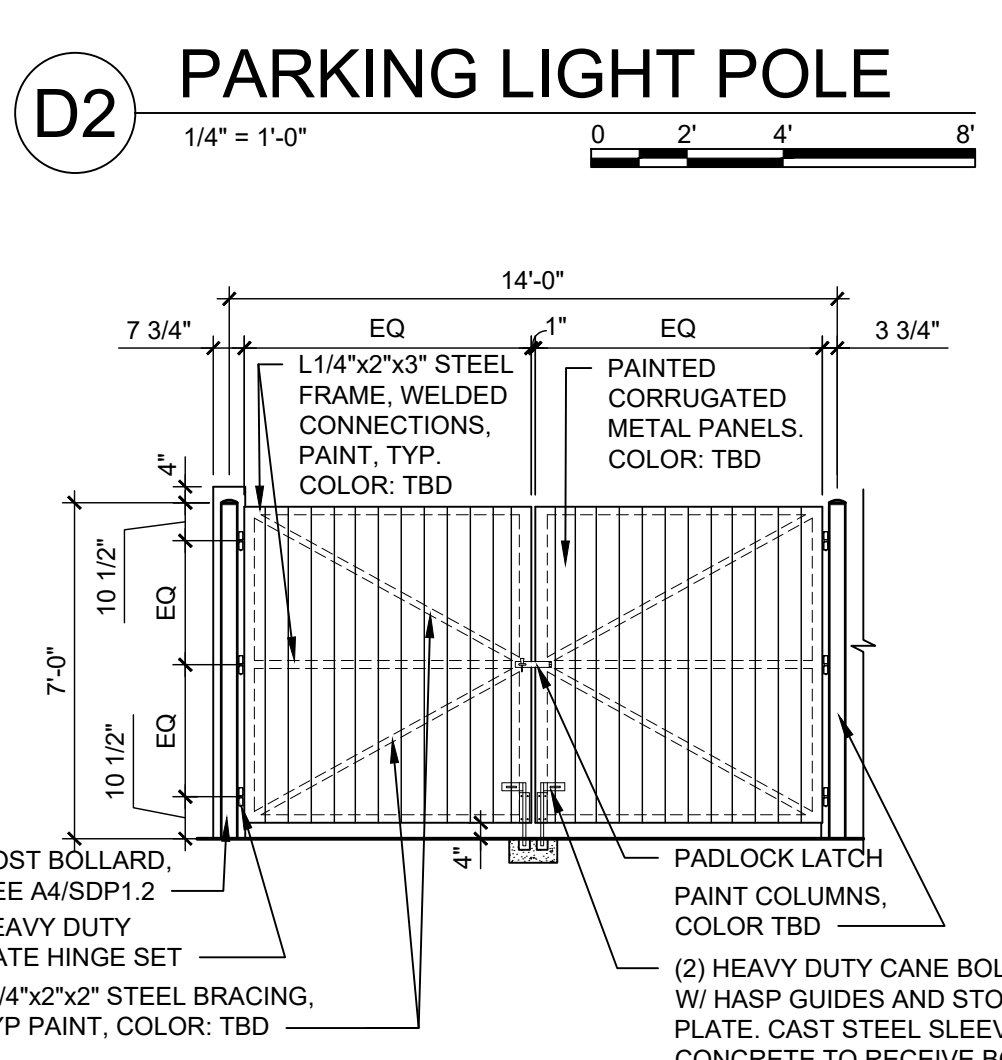 D2
PARKING LIGHT POLE
1/4" = 1'-0"
0 2' 4' 8'
14'-0"
7 3/4" EQ 1" EQ 3 3/4"
L1/4"x2"x3" STEEL
FRAME, WELDED
CONNECTIONS,
PAINT, TYP.
COLOR: TBD
PAINTED
CORRUGATED
METAL PANELS.
COLOR: TBD
4"
10 1/2"
EQ
7'-0"
EQ
10 1/2"
4"
OST BOLLARD,
EE A4/SDP1.2
EAVY DUTY
ATE HINGE SET
/4"x2"x2" STEEL BRACING,
YP PAINT, COLOR: TBD
PADLOCK LATCH
PAINT COLUMNS,
COLOR TBD
(2) HEAVY DUTY CANE BOL
W/ HASP GUIDES AND STO
PLATE. CAST STEEL SLEEV
CONCRETE TO RECEIVE BO